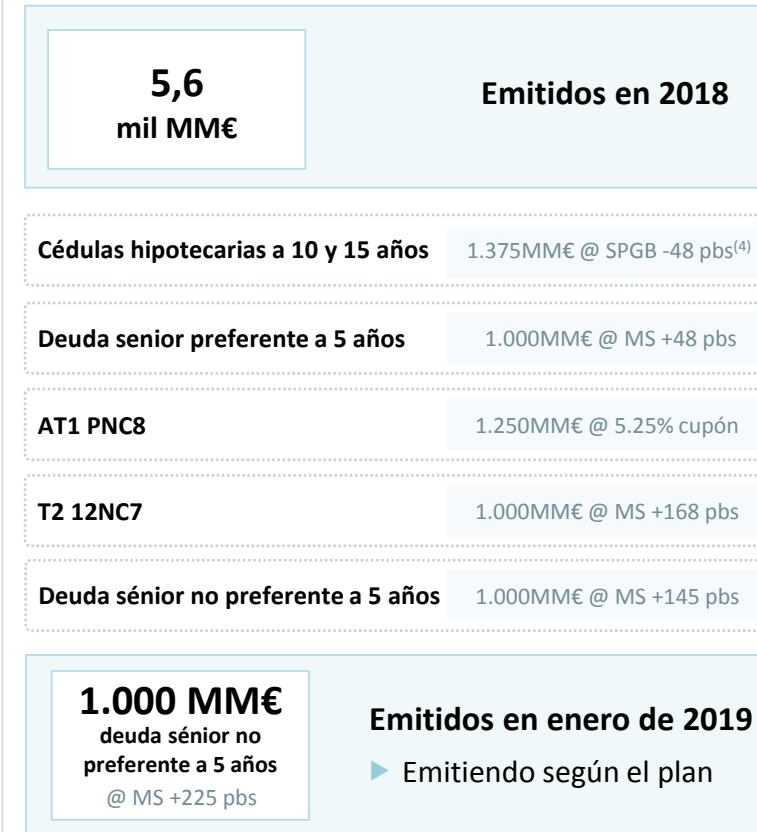 5,6
mil MM€
Emitidos en 2018
Cédulas hipotecarias a 10 y 15 años 1.375MM€ @ SPGB -48 pbs(4)
Deuda senior preferente a 5 años 1.000MM€ @ MS +48 pbs
AT1 PNC8 1.250MM€ @ 5.25% cupón
T2 12NC7 1.000MM€ @ MS +168 pbs
Deuda sénior no preferente a 5 años 1.000MM€ @ MS +145 pbs
1.000 MM€
deuda sénior no
preferente a 5 años
@ MS +225 pbs
Emitidos en enero de 2019
Emitiendo según el plan